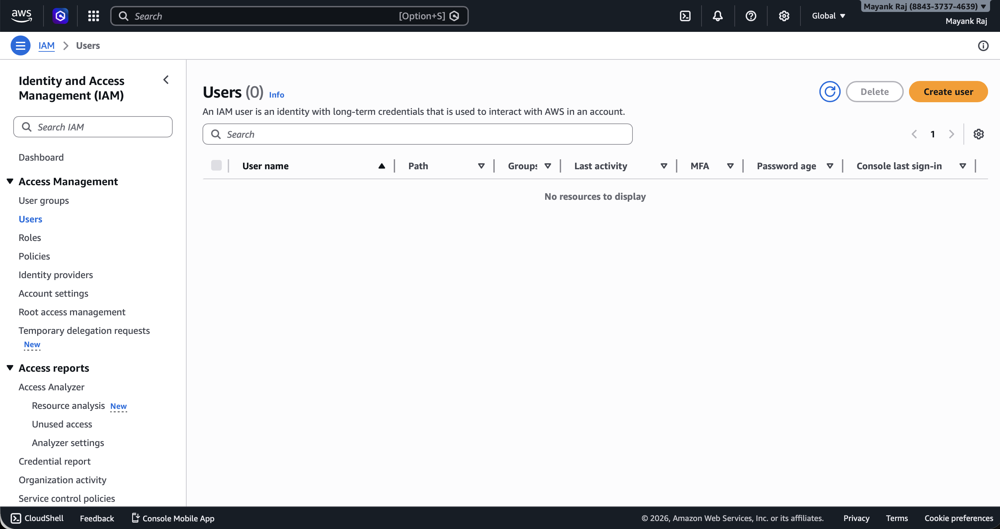 aws
Search [Option+S]
Global
Mayank Raj (8843-3737-4639)
Mayank Raj
IAM
Users
Identity and Access
Management (IAM)
Search IAM
Dashboard
Access Management
User groups
Users
Roles
Policies
Identity providers
Account settings
Root access management
Temporary delegation requests
New
Access reports
Access Analyzer
Resource analysis New
Unused access
Analyzer settings
Credential report
Organization activity
Service control policies
Users (0) Info
Delete
Create user
An IAM user is an identity with long-term credentials that is used to interact with AWS in an account.
Search
1
User name Path Groups Last activity MFA Password age Console last sign-in
No resources to display
CloudShell Feedback Console Mobile App
© 2026, Amazon Web Services, Inc. or its affiliates. Privacy Terms Cookie preferences